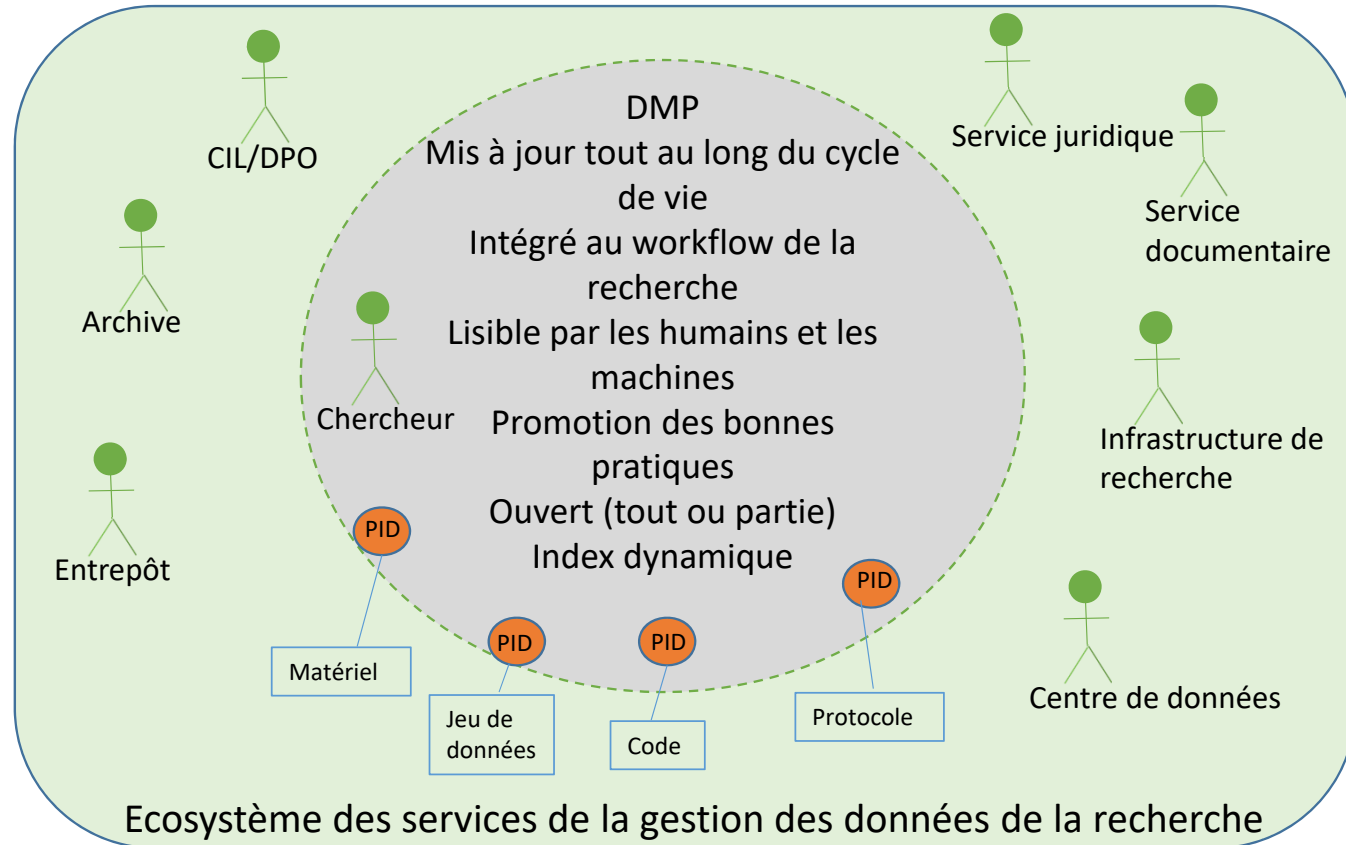 DMP
Mis à jour tout au long du cycle
de vie
Intégré au workflow de la
recherche
Lisible par les humains et les
machines
Promotion des bonnes
pratiques
Ouvert (tout ou partie)
Index dynamique
CIL/DPO
Archive
Chercheur
Entrepôt
Service juridique
Service
documentaire
Infrastructure de
recherche
Centre de données
PID
Matériel
PID
Jeu de
données
PID
Code
PID
Protocole
Ecosystème des services de la gestion des données de la recherche